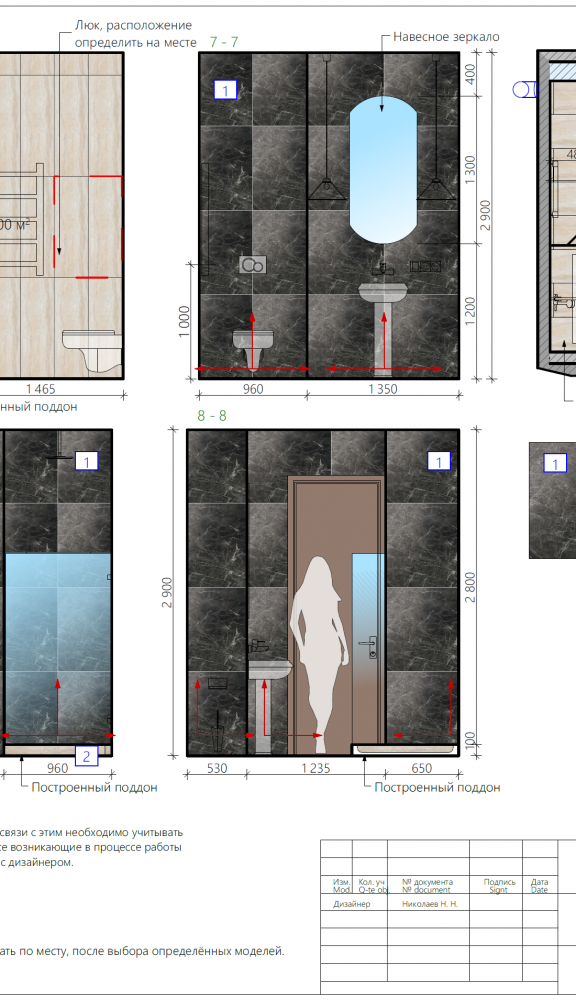 Люк, расположение
определить на месте
7 - 7
Навесное зеркало
1
400
1 300
2 900
1 200
1 000
48
00 м²
1 465
960
1 350
нный поддон
8 - 8
1
1
1
2 900
2 800
100
2
960
530
1 235
650
Построенный поддон
Построенный поддон
связи с этим необходимо учитывать
се возникающие в процессе работы
с дизайнером.
ать по месту, после выбора определённых моделей.
Изм. Кол. уч № документа Подпись Дата
Mod. Q-te obj. № document Signt Date
Дизайнер Николаев Н. Н.